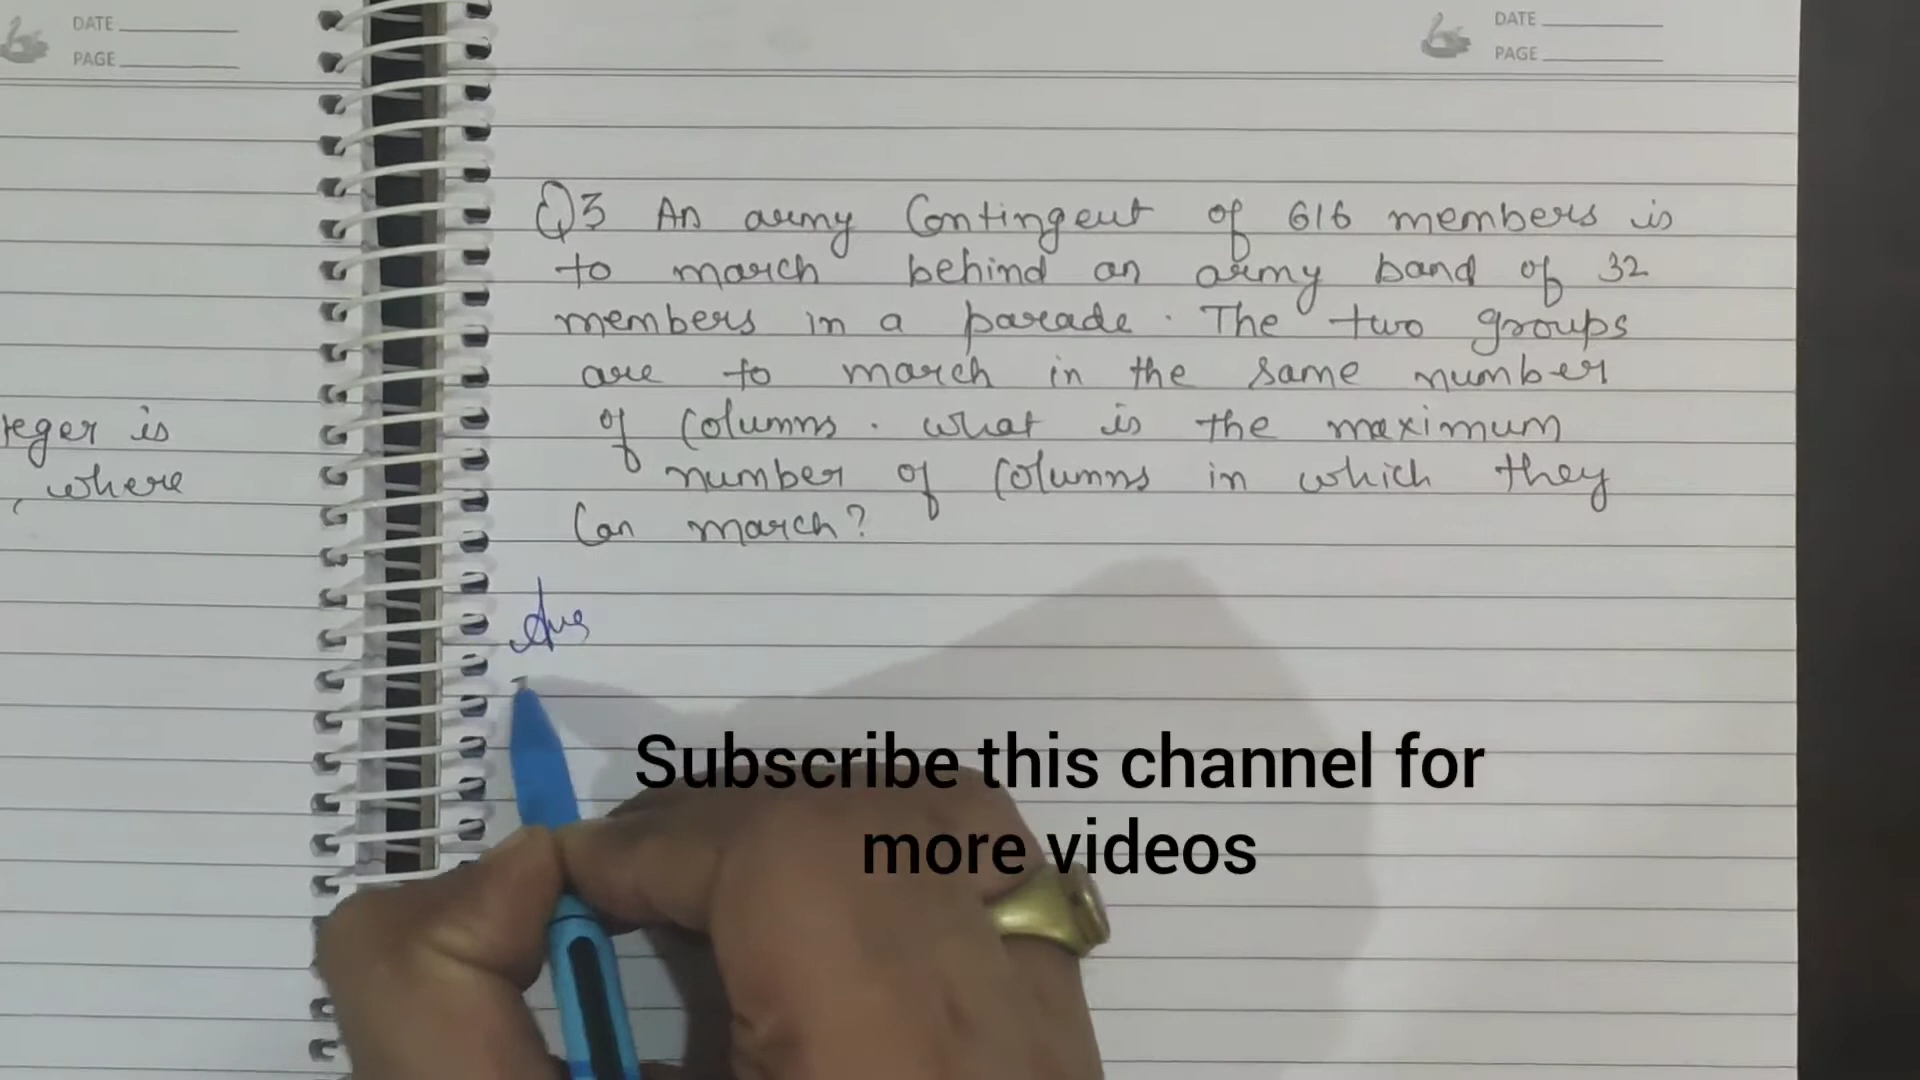 DATE
PAGE
DATE
PAGE
teger is
, where
Q3 An army Contingent of 616 members is
to march behind an army band of 32
members in a parade. The two groups
are to march in the same number
of Columns. what is the maximum
number of Columns in which they
Can march?
Ans
Subscribe this channel for
more videos